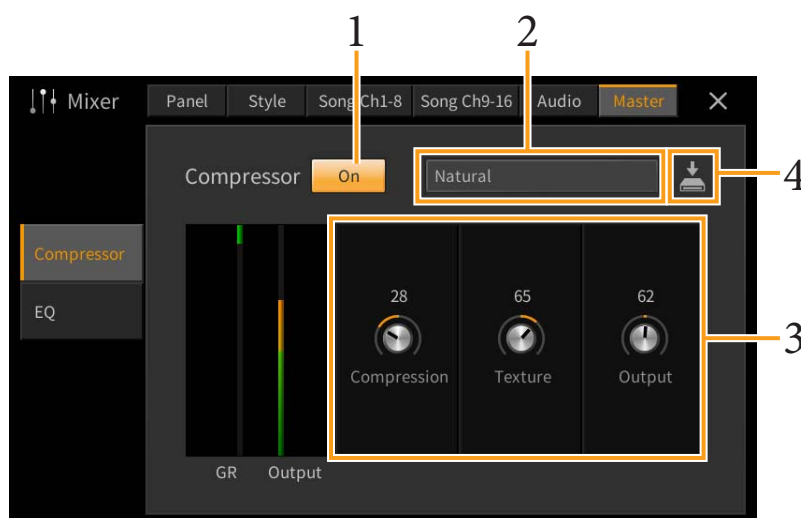 1 2
Mixer Panel Style Song Ch1-8 Song Ch9-16 Audio Master
Compressor On Natural 4
Compressor
EQ
28 65 62
3
Compression Texture Output
GR Output